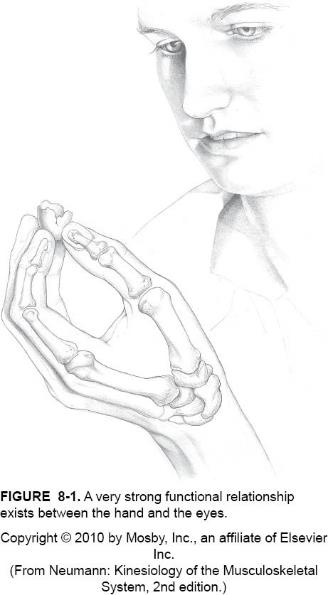 FIGURE 8-1. A very strong functional relationship
exists between the hand and the eyes.
Copyright © 2010 by Mosby, Inc., an affiliate of Elsevier
Inc.
(From Neumann: Kinesiology of the Musculoskeletal
System, 2nd edition.)